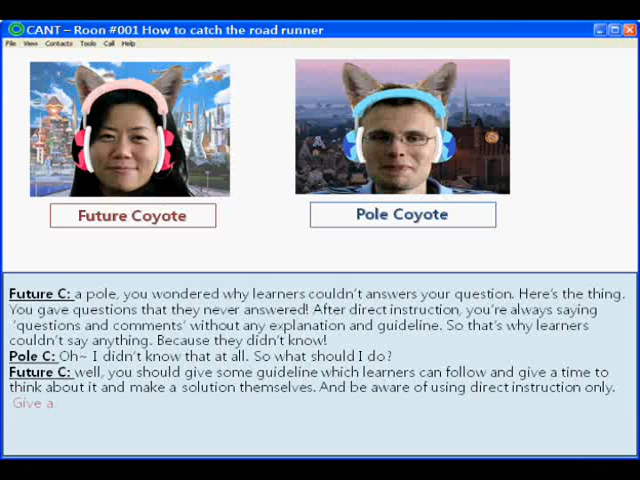 CANT – Roon #001 How to catch the road runner
File View Contacts Tools Call Help
Future Coyote
Pole Coyote
Future C: a pole, you wondered why learners couldn't answers your question. Here's the thing.
You gave questions that they never answered! After direct instruction, you're always saying
'questions and comments' without any explanation and guideline. So that's why learners
couldn't say anything. Because they didn't know!
Pole C: Oh~ I didn't know that at all. So what should I do?
Future C: well, you should give some guideline which learners can follow and give a time to
think about it and make a solution themselves. And be aware of using direct instruction only.
Give a